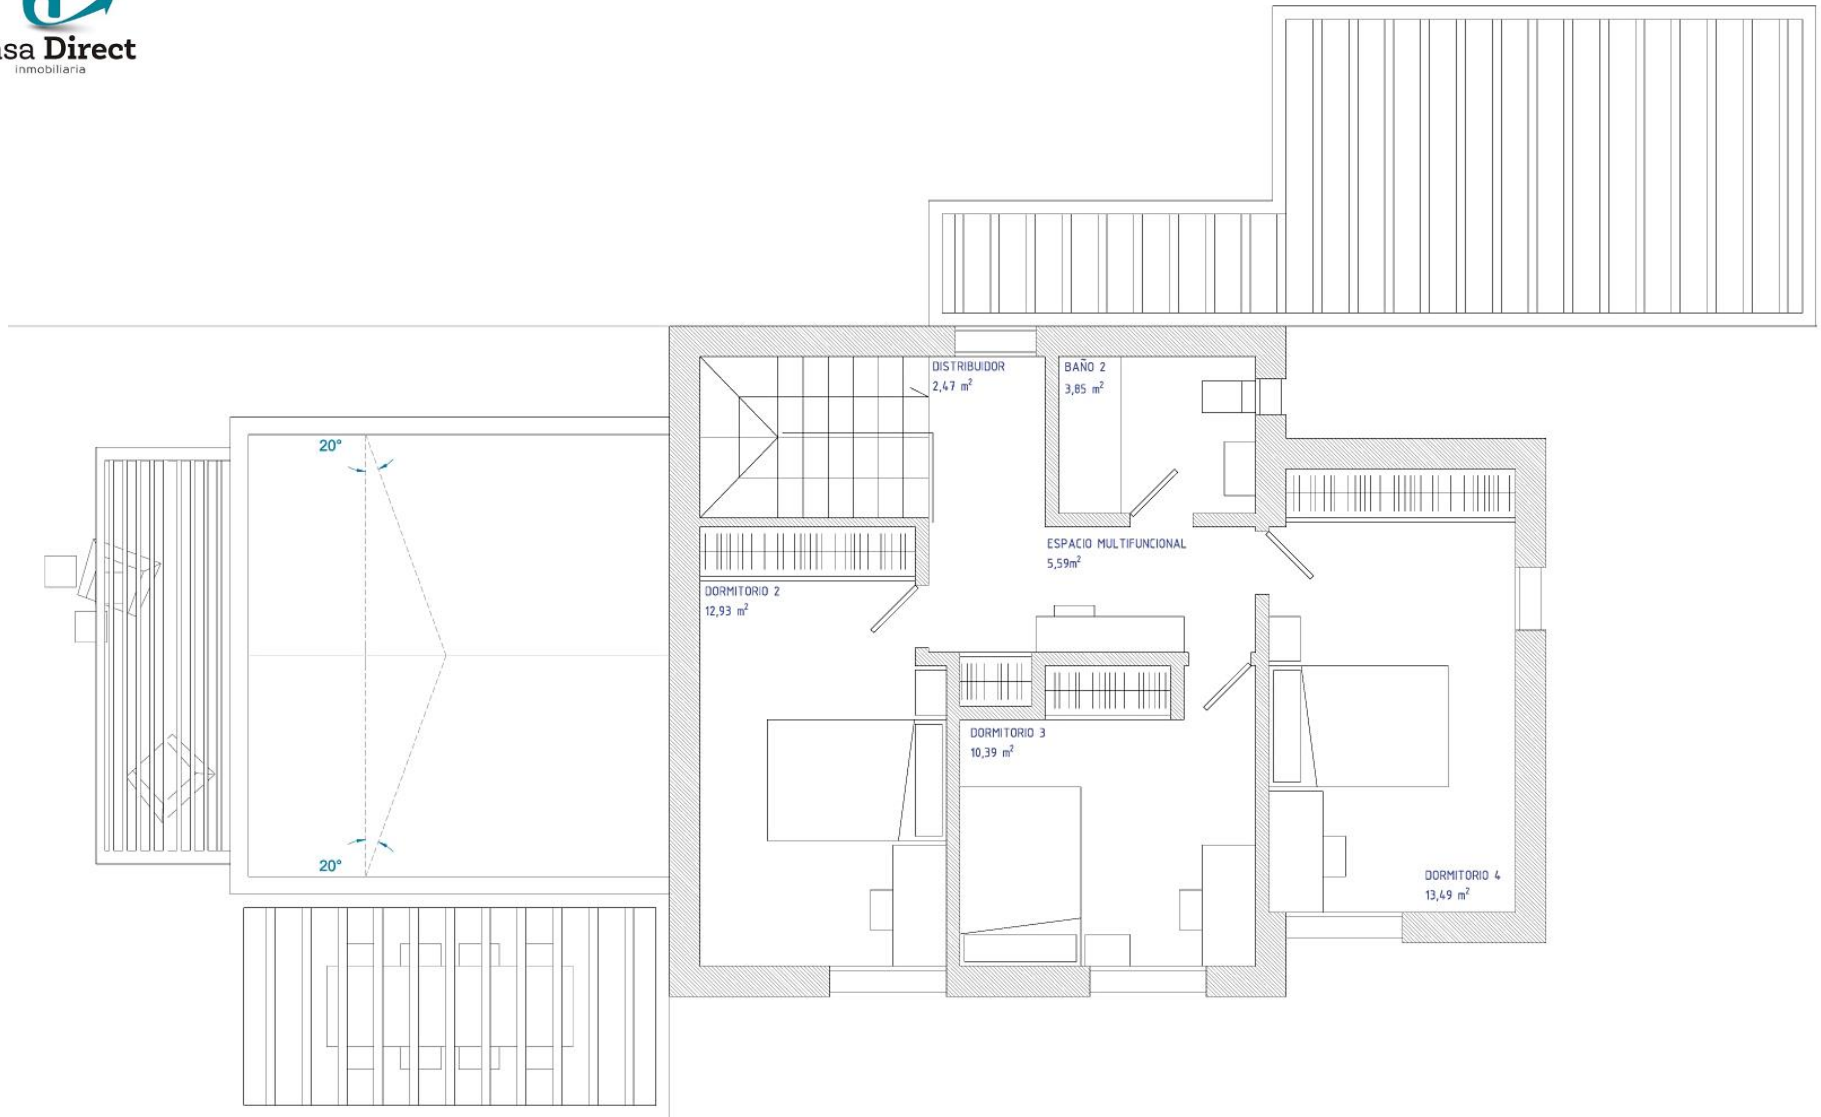 asa Direct
inmobiliaria
DISTRIBUIDOR
2,47 m²
BAÑO 2
3,85 m²
20°
ESPACIO MULTIFUNCIONAL
5,59m²
DORMITORIO 2
12,93 m²
DORMITORIO 3
10,39 m²
20°
DORMITORIO 4
13,49 m²